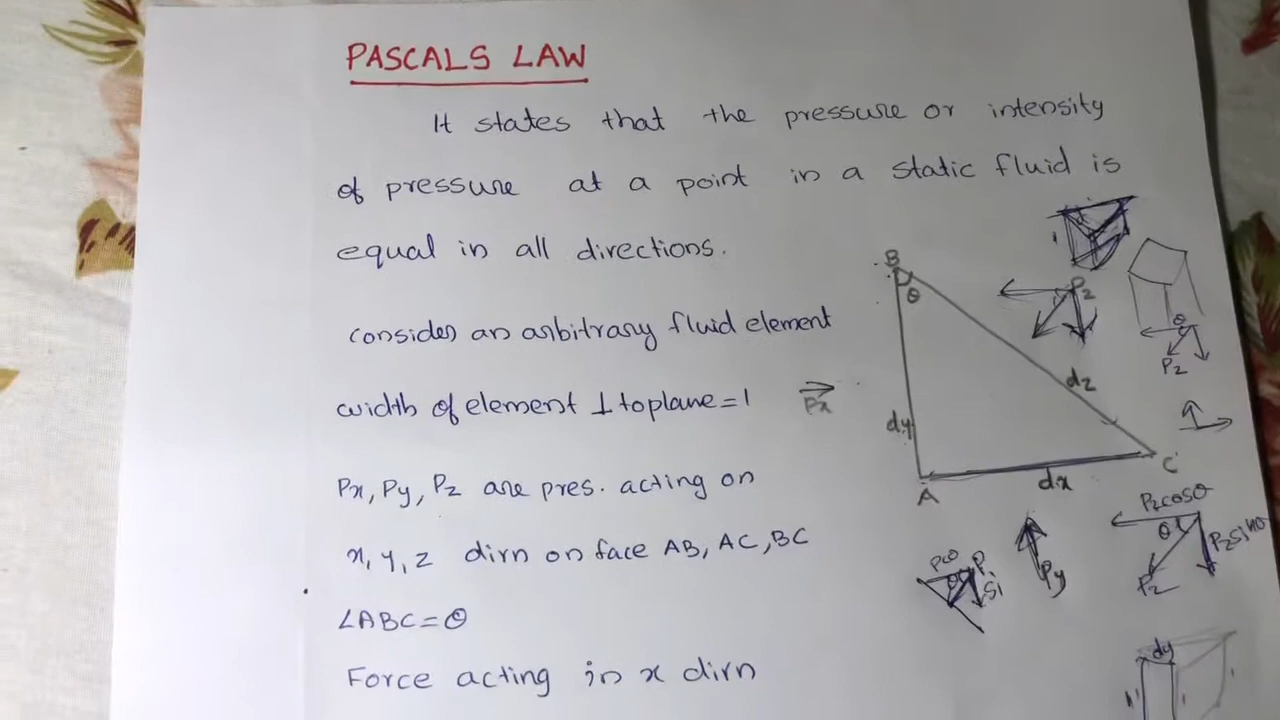 PASCALS LAW
It states that the pressure or intensity
of pressure at a point in a static fluid is
equal in all directions.
consider an arbitrary fluid element
width of element ⊥ to plane = 1
Px, Py, Pz are pres. acting on
x, y, z dirn on face AB, AC, BC
∠ABC = θ
Force acting in x dirn
Px
B
θ
dz
dy
A
dx
C
Pz
θ
Pz
Pz cosθ
θ
Pz sinθ
Pz
Py
θ
P
Si
dy
1